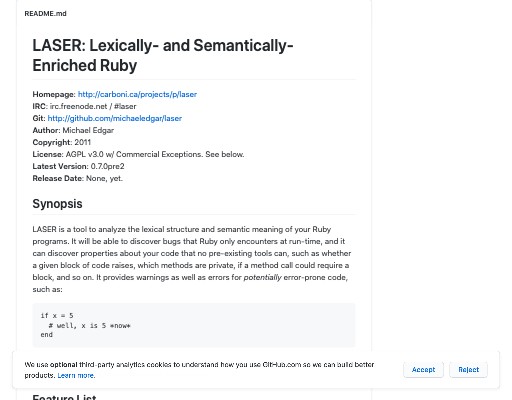 README.md
LASER: Lexically- and Semantically-
Enriched Ruby
Homepage: http://carboni.ca/projects/p/laser
IRC: irc.freenode.net / #laser
Git: http://github.com/michaeledgar/laser
Author: Michael Edgar
Copyright: 2011
License: AGPL v3.0 w/ Commercial Exceptions. See below.
Latest Version: 0.7.0pre2
Release Date: None, yet.
Synopsis
LASER is a tool to analyze the lexical structure and semantic meaning of your Ruby
programs. It will be able to discover bugs that Ruby only encounters at run-time, and it
can discover properties about your code that no pre-existing tools can, such as whether
a given block of code raises, which methods are private, if a method call could require a
block, and so on. It provides warnings as well as errors for potentially error-prone code,
such as:
if x = 5
  # well, x is 5 *now*
end
We use optional third-party analytics cookies to understand how you use GitHub.com so we can build better
products. Learn more.
Accept
Reject
Feature List